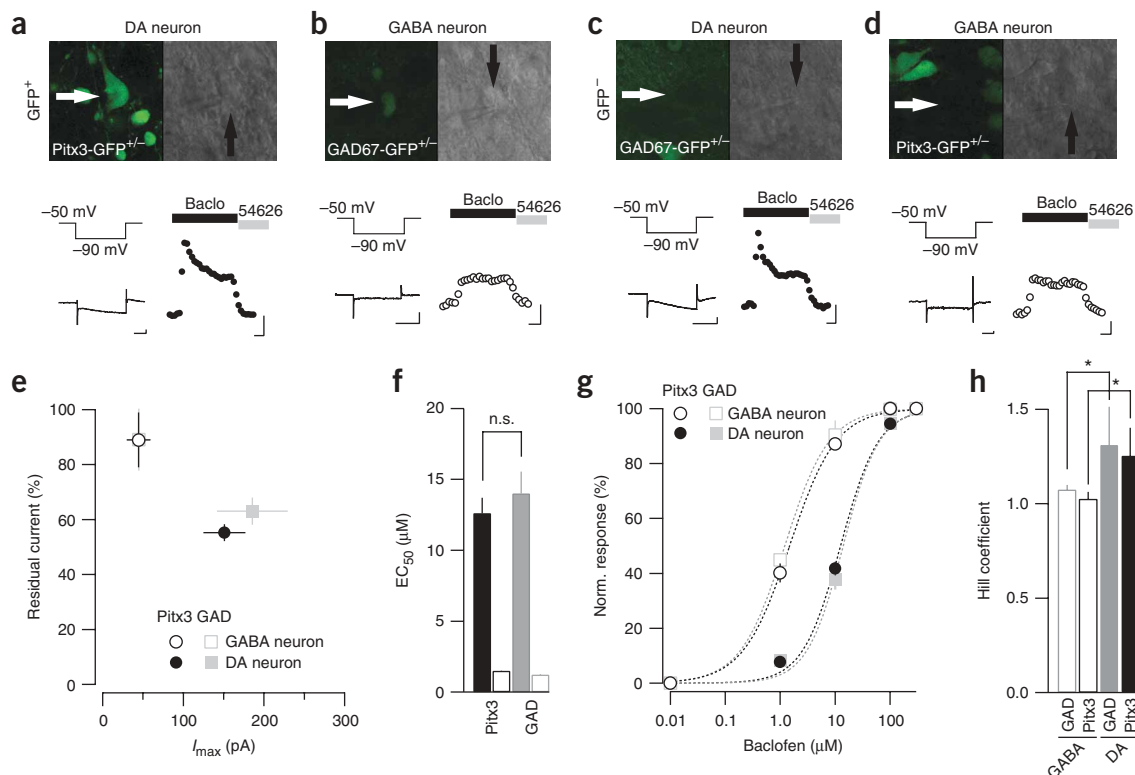 a
DA neuron
GFP+
Pitx3-GFP+/–
–50 mV
–90 mV
Baclo
54626
b
GABA neuron
GAD67-GFP+/–
–50 mV
–90 mV
Baclo
54626
c
DA neuron
GFP–
GAD67-GFP+/–
–50 mV
–90 mV
Baclo
54626
d
GABA neuron
Pitx3-GFP+/–
–50 mV
–90 mV
Baclo
54626
e
Residual current (%)
100
80
60
40
20
0
Pitx3 GAD
GABA neuron
DA neuron
0
100
200
300
Imax (pA)
f
EC50 (μM)
20
15
10
5
0
n.s.
Pitx3
GAD
g
Norm. response (%)
100
80
60
40
20
0
Pitx3 GAD
GABA neuron
DA neuron
0.01
0.1
1.0
10
100
Baclofen (μM)
h
Hill coefficient
1.5
1.0
0.5
0.0
*
*
GAD
Pitx3
GAD
Pitx3
GABA
DA